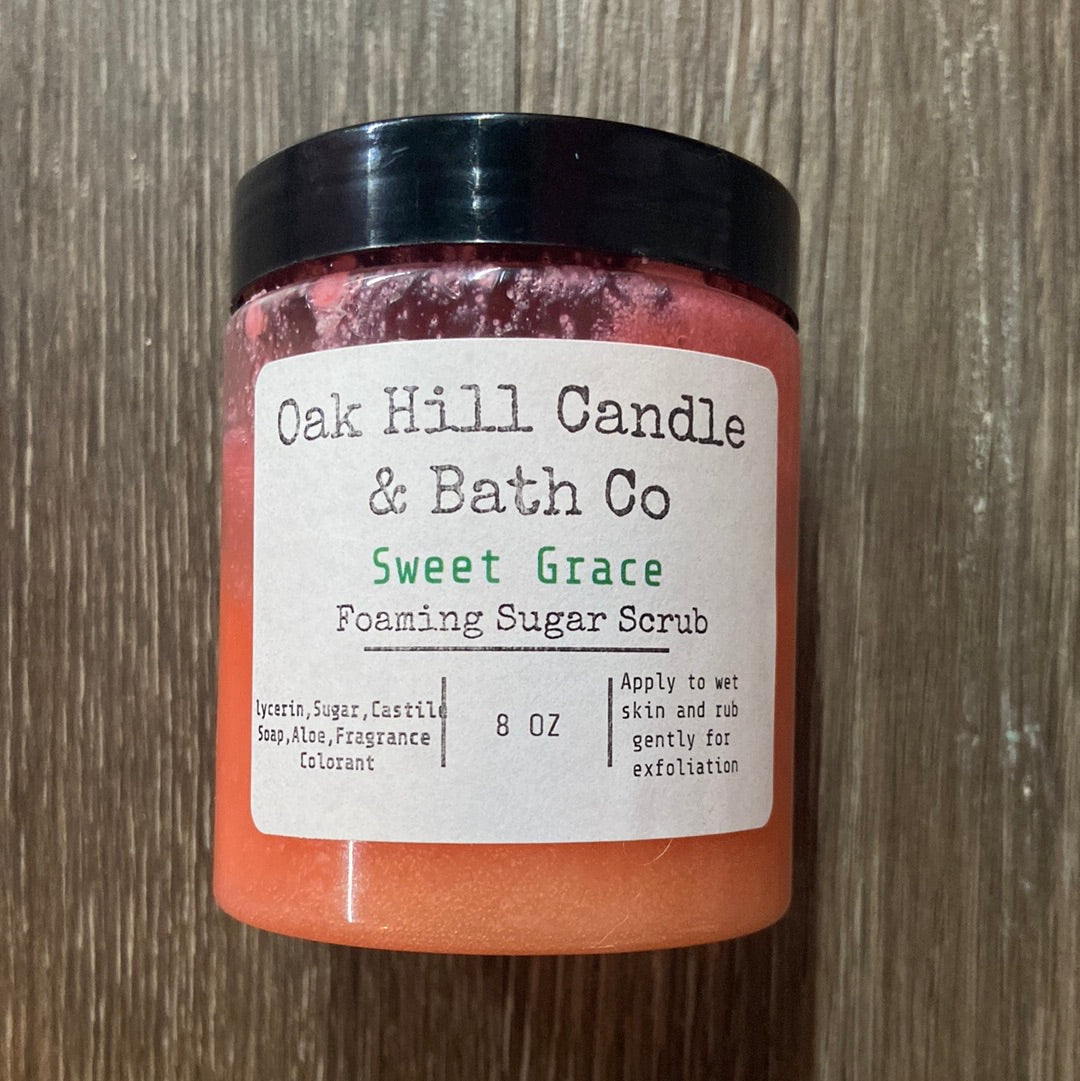 Oak Hill Candle
& Bath Co
Sweet Grace
Foaming Sugar Scrub
lycerin,Sugar,Castile
Soap,Aloe,Fragrance
Colorant
8 OZ
Apply to wet
skin and rub
gently for
exfoliation